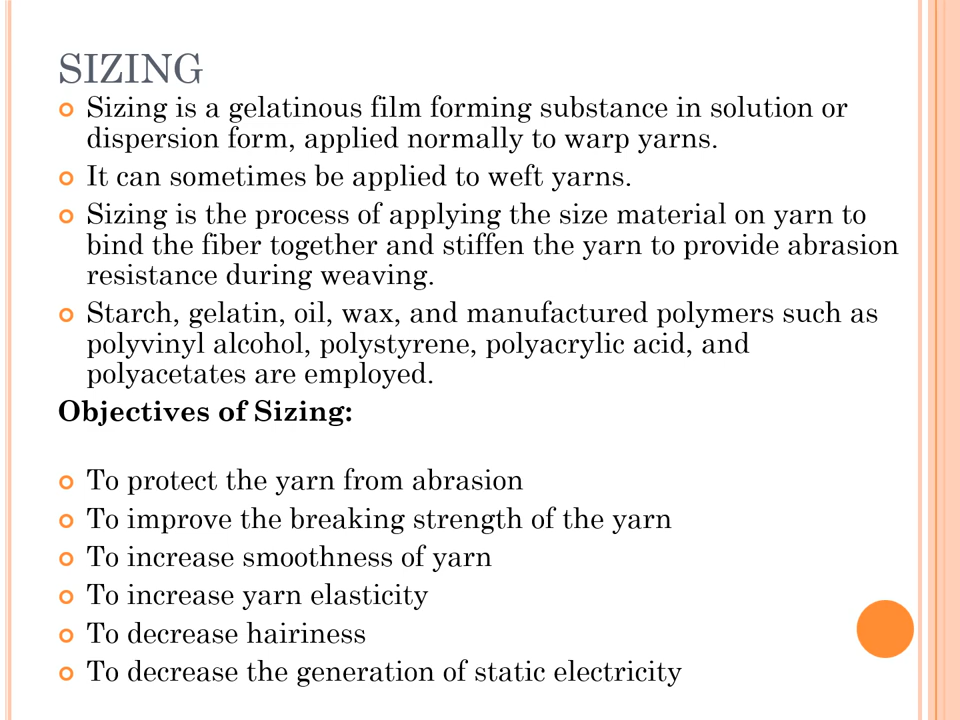 SIZING
Sizing is a gelatinous film forming substance in solution or
dispersion form, applied normally to warp yarns.
It can sometimes be applied to weft yarns.
Sizing is the process of applying the size material on yarn to
bind the fiber together and stiffen the yarn to provide abrasion
resistance during weaving.
Starch, gelatin, oil, wax, and manufactured polymers such as
polyvinyl alcohol, polystyrene, polyacrylic acid, and
polyacetates are employed.
Objectives of Sizing:
To protect the yarn from abrasion
To improve the breaking strength of the yarn
To increase smoothness of yarn
To increase yarn elasticity
To decrease hairiness
To decrease the generation of static electricity